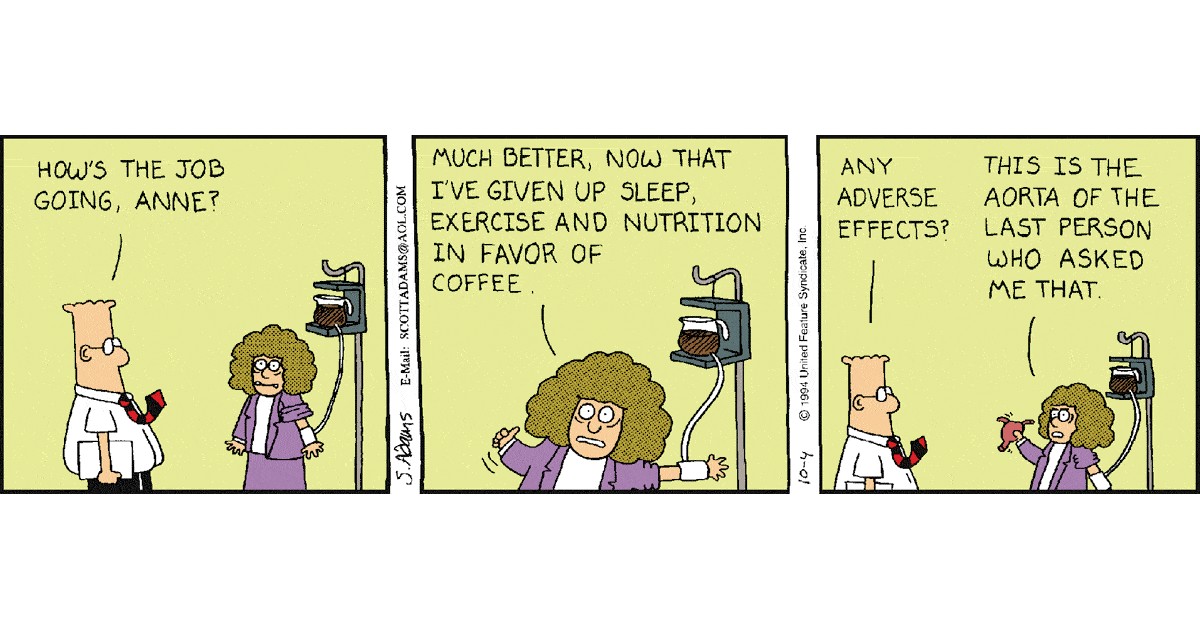 HOW'S THE JOB
GOING, ANNE?
S. Adams
E-Mail: SCOTTADAMS@AOL.COM
MUCH BETTER, NOW THAT
I'VE GIVEN UP SLEEP,
EXERCISE AND NUTRITION
IN FAVOR OF
COFFEE.
10-4
© 1994 United Feature Syndicate, Inc.
ANY
ADVERSE
EFFECTS?
THIS IS THE
AORTA OF THE
LAST PERSON
WHO ASKED
ME THAT.